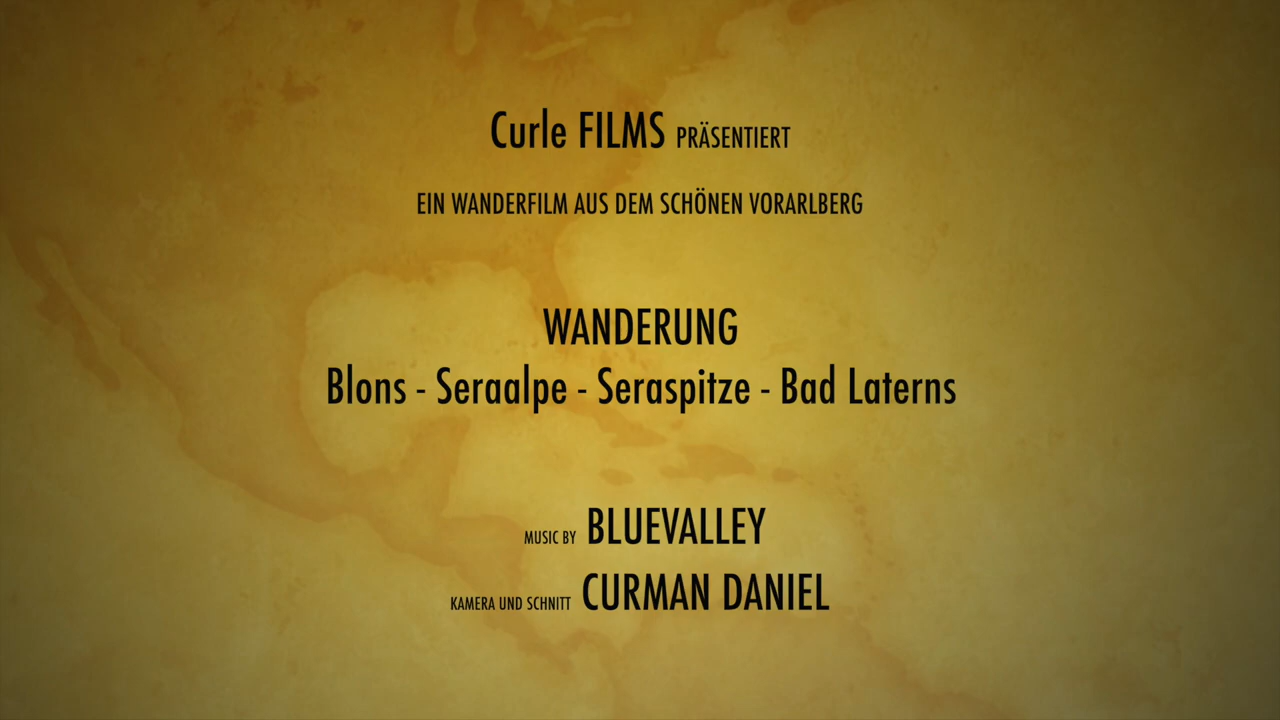 Curle FILMS PRÄSENTIERT
EIN WANDERFILM AUS DEM SCHÖNEN VORARLBERG
WANDERUNG
Blons - Seraalpe - Seraspitze - Bad Laterns
MUSIC BY BLUEVALLEY
KAMERA UND SCHNITT CURMAN DANIEL